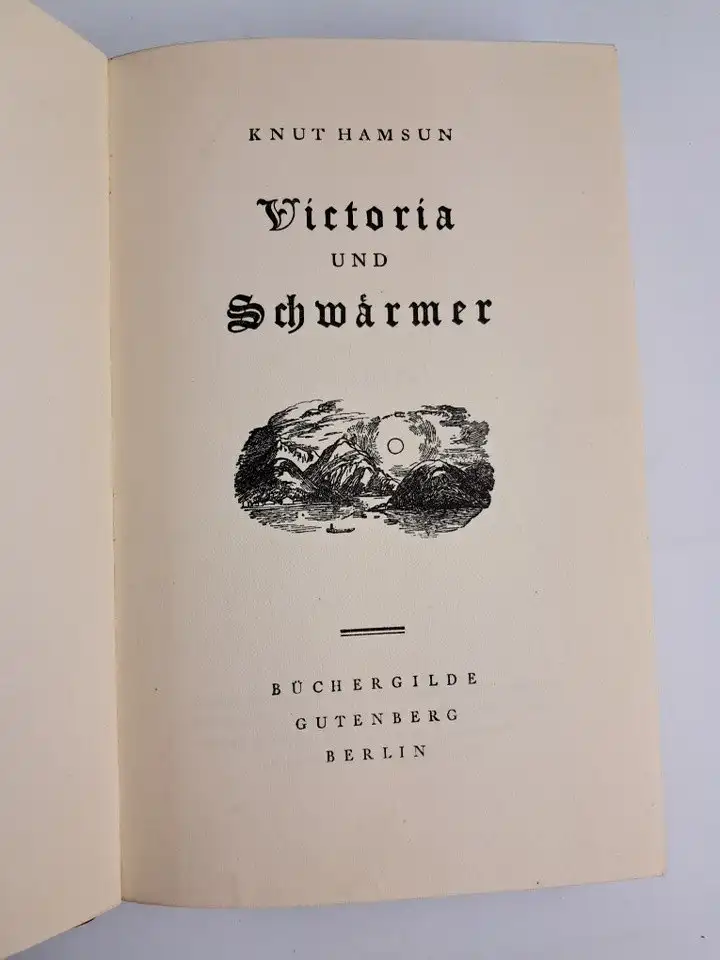 KNUT HAMSUN
Victoria
UND
Schwärmer
BÜCHERGILDE
GUTENBERG
BERLIN